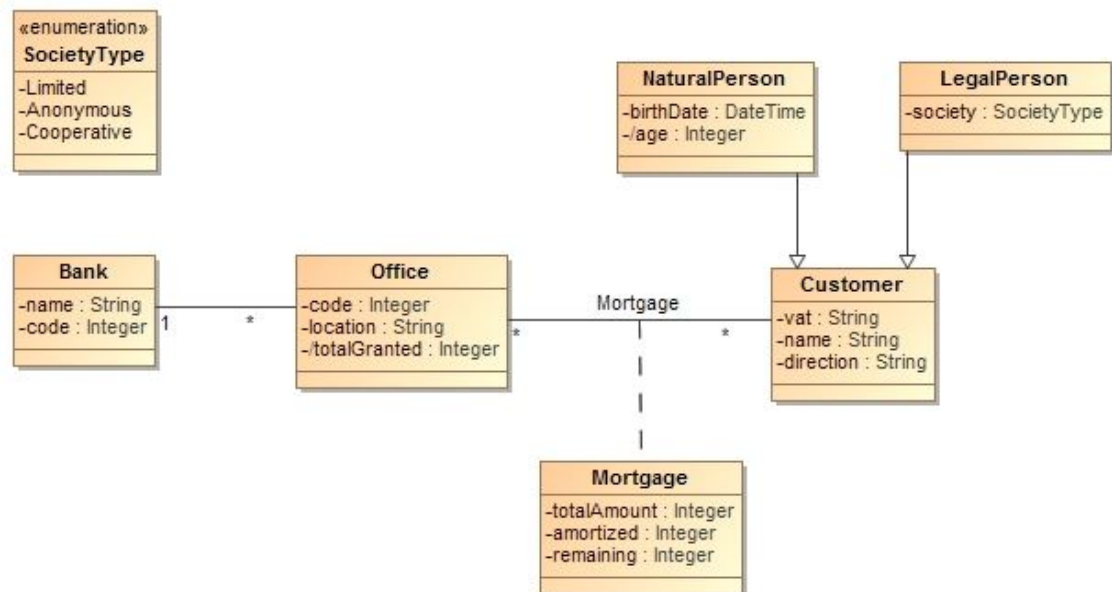 «enumeration»
SocietyType
-Limited
-Anonymous
-Cooperative
NaturalPerson
-birthDate : DateTime
-/age : Integer
LegalPerson
-society : SocietyType
Bank
-name : String
-code : Integer
1
*
Office
-code : Integer
-location : String
-/totalGranted : Integer
*
Mortgage
*
Customer
-vat : String
-name : String
-direction : String
Mortgage
-totalAmount : Integer
-amortized : Integer
-remaining : Integer